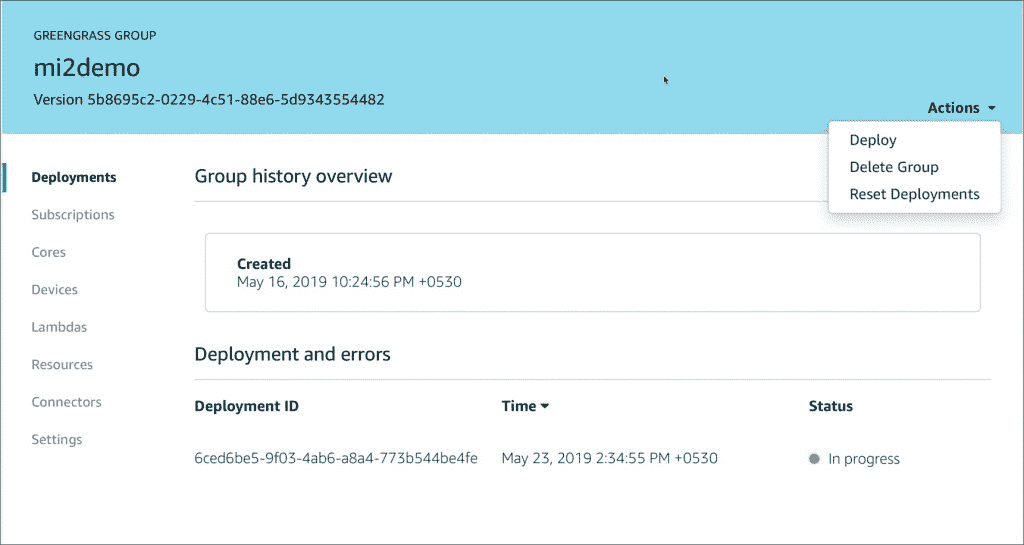 GREENGRASS GROUP
mi2demo
Version 5b8695c2-0229-4c51-88e6-5d9343554482
Actions
Deploy
Delete Group
Reset Deployments
Deployments
Subscriptions
Cores
Devices
Lambdas
Resources
Connectors
Settings
Group history overview
Created
May 16, 2019 10:24:56 PM +0530
Deployment and errors
Deployment ID Time Status
6ced6be5-9f03-4ab6-a8a4-773b544be4fe May 23, 2019 2:34:55 PM +0530 In progress